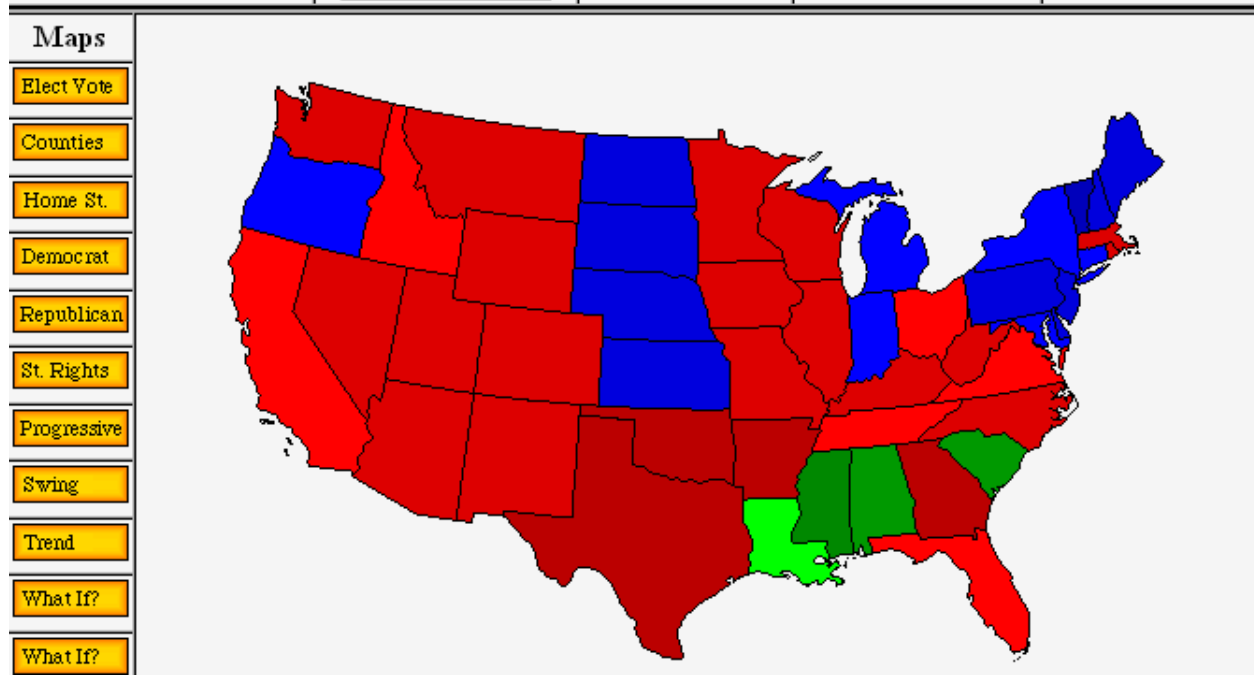 Maps
Elect Vote
Counties
Home St.
Democrat
Republican
St. Rights
Progressive
Swing
Trend
What If?
What If?